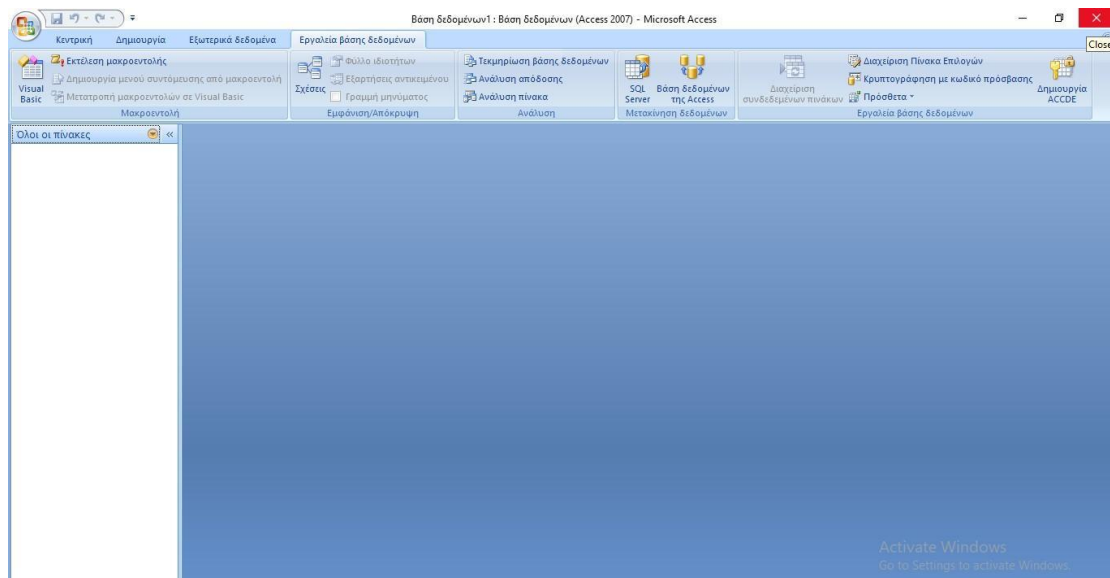 Βάση δεδομένων1 : Βάση δεδομένων (Access 2007) - Microsoft Access
Κεντρική Δημιουργία Εξωτερικά δεδομένα Εργαλεία βάσης δεδομένων
Close
Visual Basic
Εκτέλεση μακροεντολής
Δημιουργία μενού συντόμευσης από μακροεντολή
Μετατροπή μακροεντολών σε Visual Basic
Μακροεντολή
Σχέσεις
Φύλλο ιδιοτήτων
Εξαρτήσεις αντικειμένου
Γραμμή μηνύματος
Εμφάνιση/Απόκρυψη
Τεκμηρίωση βάσης δεδομένων
Ανάλυση απόδοσης
Ανάλυση πίνακα
Ανάλυση
SQL Server
Βάση δεδομένων της Access
Μετακίνηση δεδομένων
Διαχείριση συνδεδεμένων πινάκων
Διαχείριση Πίνακα Επιλογών
Κρυπτογράφηση με κωδικό πρόσβασης
Πρόσθετα
Δημιουργία ACCDE
Εργαλεία βάσης δεδομένων
Όλοι οι πίνακες
Activate Windows
Go to Settings to activate Windows.